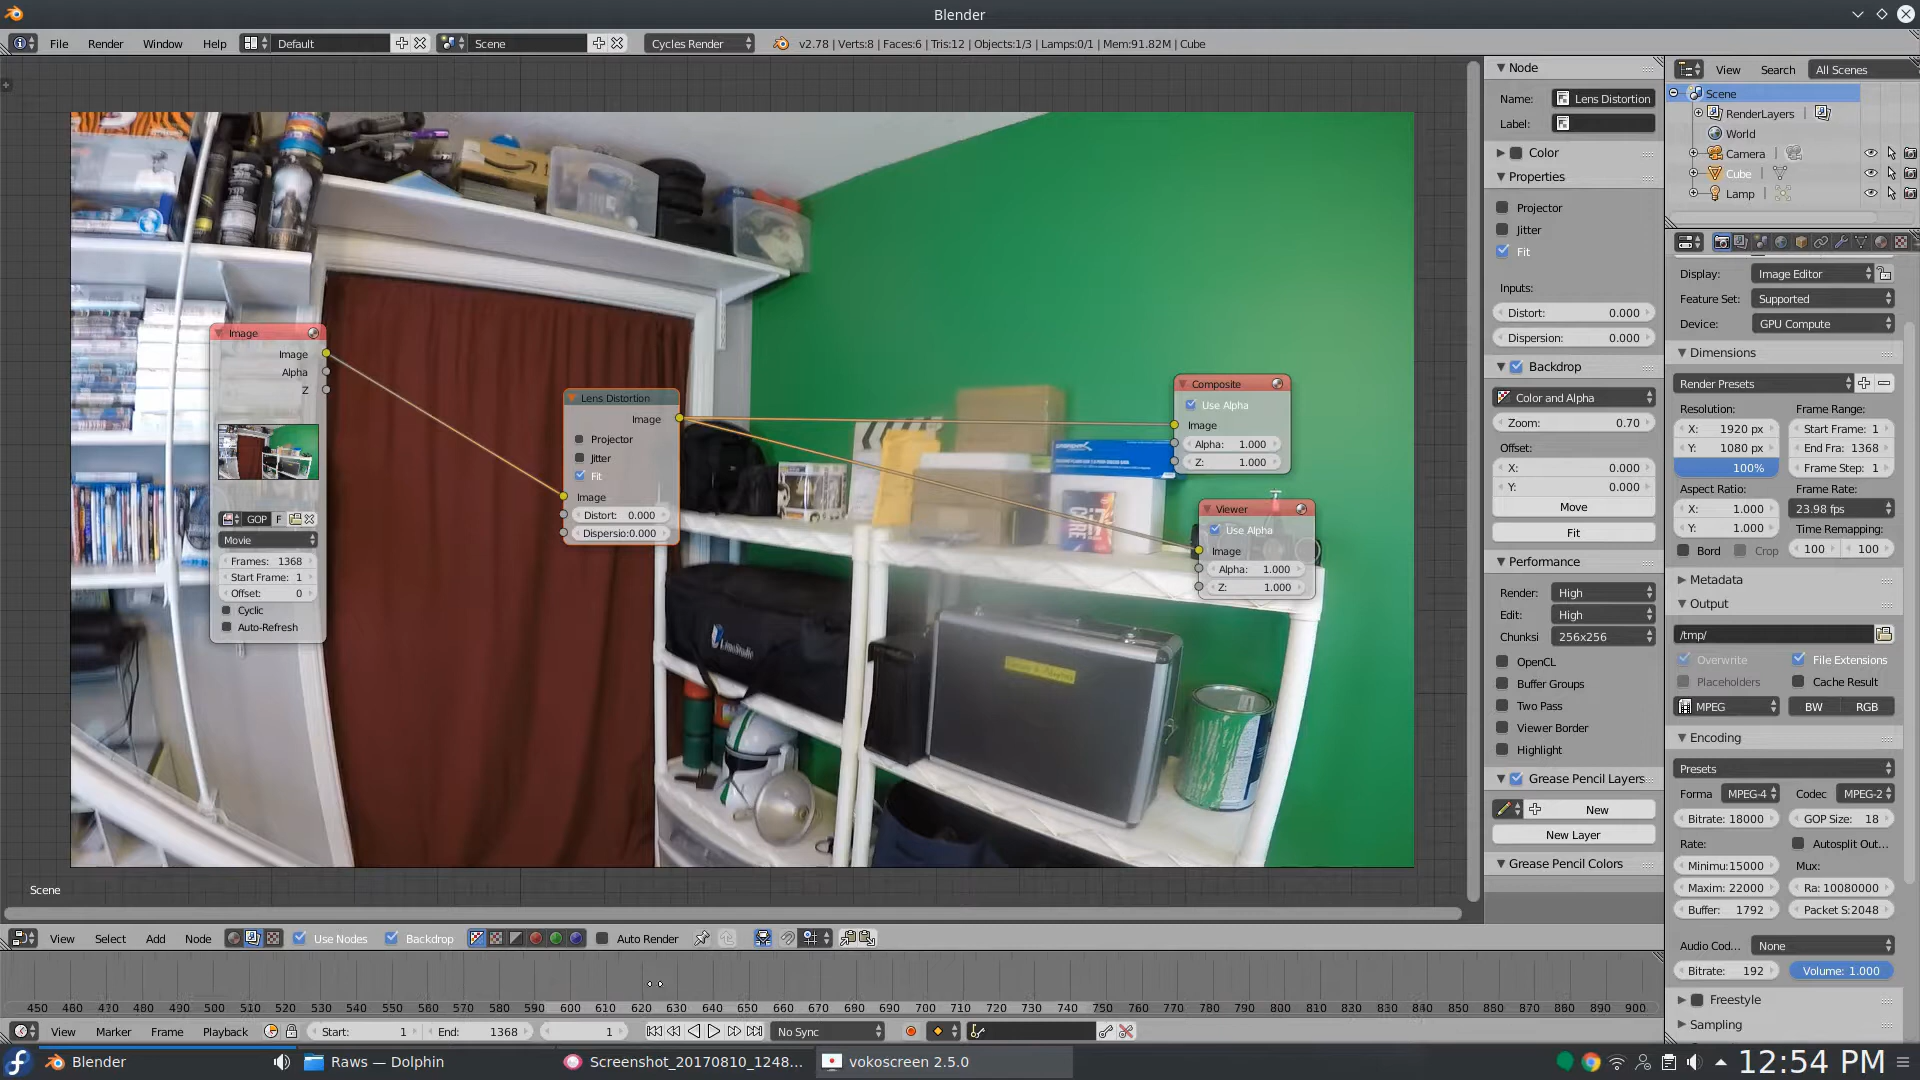 Blender
File Render Window Help Default Scene Cycles Render v2.78 | Verts:8 | Faces:6 | Tris:12 | Objects:1/3 | Lamps:0/1 | Mem:91.82M | Cube
Image
Image
Alpha
Z
GOP F
Movie
Frames: 1368
Start Frame: 1
Offset: 0
Cyclic
Auto-Refresh
Lens Distortion
Image
Projector
Jitter
Fit
Image
Distort: 0.000
Dispersio:0.000
Composite
Use Alpha
Image
Alpha: 1.000
Z: 1.000
Viewer
Use Alpha
Image
Alpha: 1.000
Z: 1.000
CORE
Scene
View Select Add Node Use Nodes Backdrop Auto Render
450 460 470 480 490 500 510 520 530 540 550 560 570 580 590 600 610 620 630 640 650 660 670 680 690 700 710 720 730 740 750 760 770 780 790 800 810 820 830 840 850 860 870 880 890 900
View Marker Frame Playback Start: 1 End: 1368 1 No Sync
Node
Name: Lens Distortion
Label:
Color
Properties
Projector
Jitter
Fit
Inputs:
Distort: 0.000
Dispersion: 0.000
Backdrop
Color and Alpha
Zoom: 0.70
Offset:
X: 0.000
Y: 0.000
Move
Fit
Performance
Render: High
Edit: High
Chunksi 256x256
OpenCL
Buffer Groups
Two Pass
Viewer Border
Highlight
Grease Pencil Layers
New
New Layer
Grease Pencil Colors
View Search All Scenes
Scene
RenderLayers
World
Camera
Cube
Lamp
Display: Image Editor
Feature Set: Supported
Device: GPU Compute
Dimensions
Render Presets
Resolution: Frame Range:
X: 1920 px Start Frame: 1
Y: 1080 px End Fra: 1368
100% Frame Step: 1
Aspect Ratio: Frame Rate:
X: 1.000 23.98 fps
Y: 1.000 Time Remapping:
Bord Crop 100 100
Metadata
Output
/tmp/
Overwrite File Extensions
Placeholders Cache Result
MPEG BW RGB
Encoding
Presets
Forma MPEG-4 Codec MPEG-2
Bitrate: 18000 GOP Size: 18
Rate: Autosplit Out...
Minimu:15000 Mux:
Maxim: 22000 Ra: 10080000
Buffer: 1792 Packet S:2048
Audio Cod... None
Bitrate: 192 Volume: 1.000
Freestyle
Sampling
Blender Raws — Dolphin Screenshot_20170810_1248... vokoscreen 2.5.0 12:54 PM